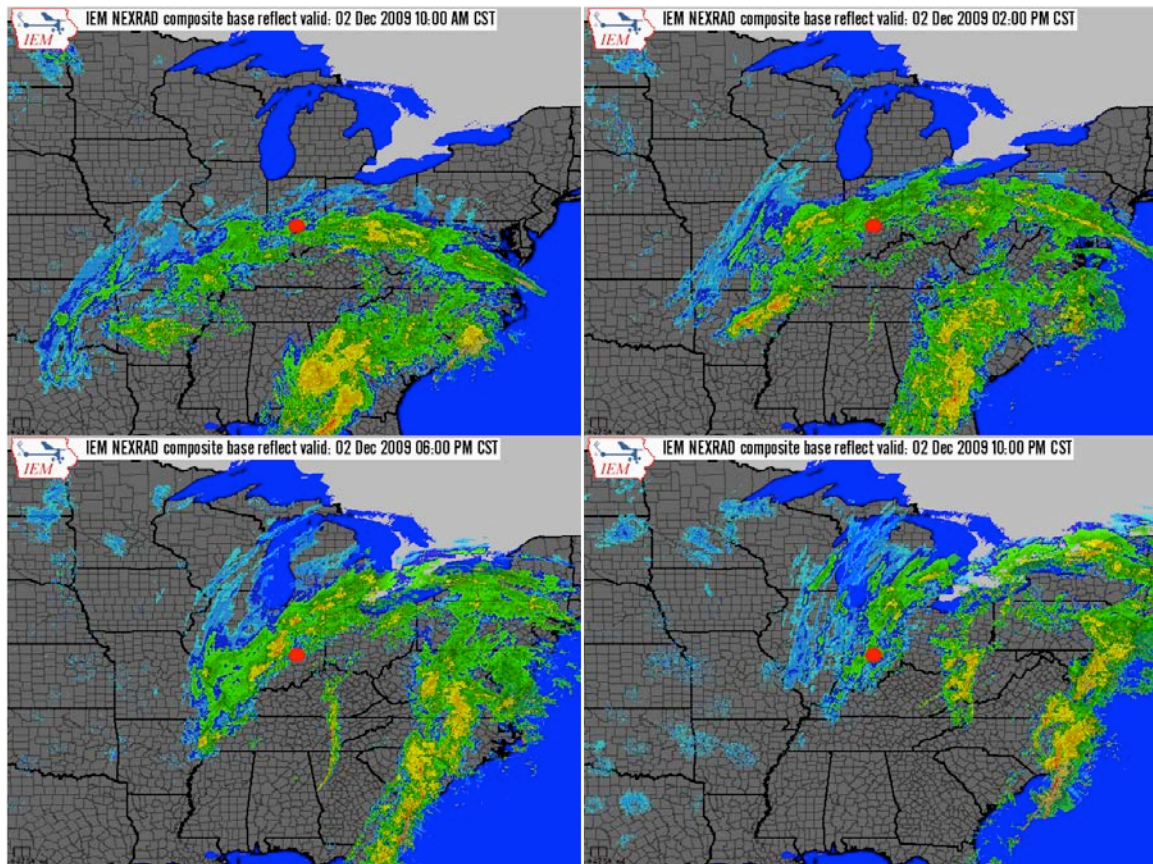 IEM
IEM NEXRAD composite base reflect valid: 02 Dec 2009 10:00 AM CST
IEM
IEM NEXRAD composite base reflect valid: 02 Dec 2009 02:00 PM CST
IEM
IEM NEXRAD composite base reflect valid: 02 Dec 2009 06:00 PM CST
IEM
IEM NEXRAD composite base reflect valid: 02 Dec 2009 10:00 PM CST